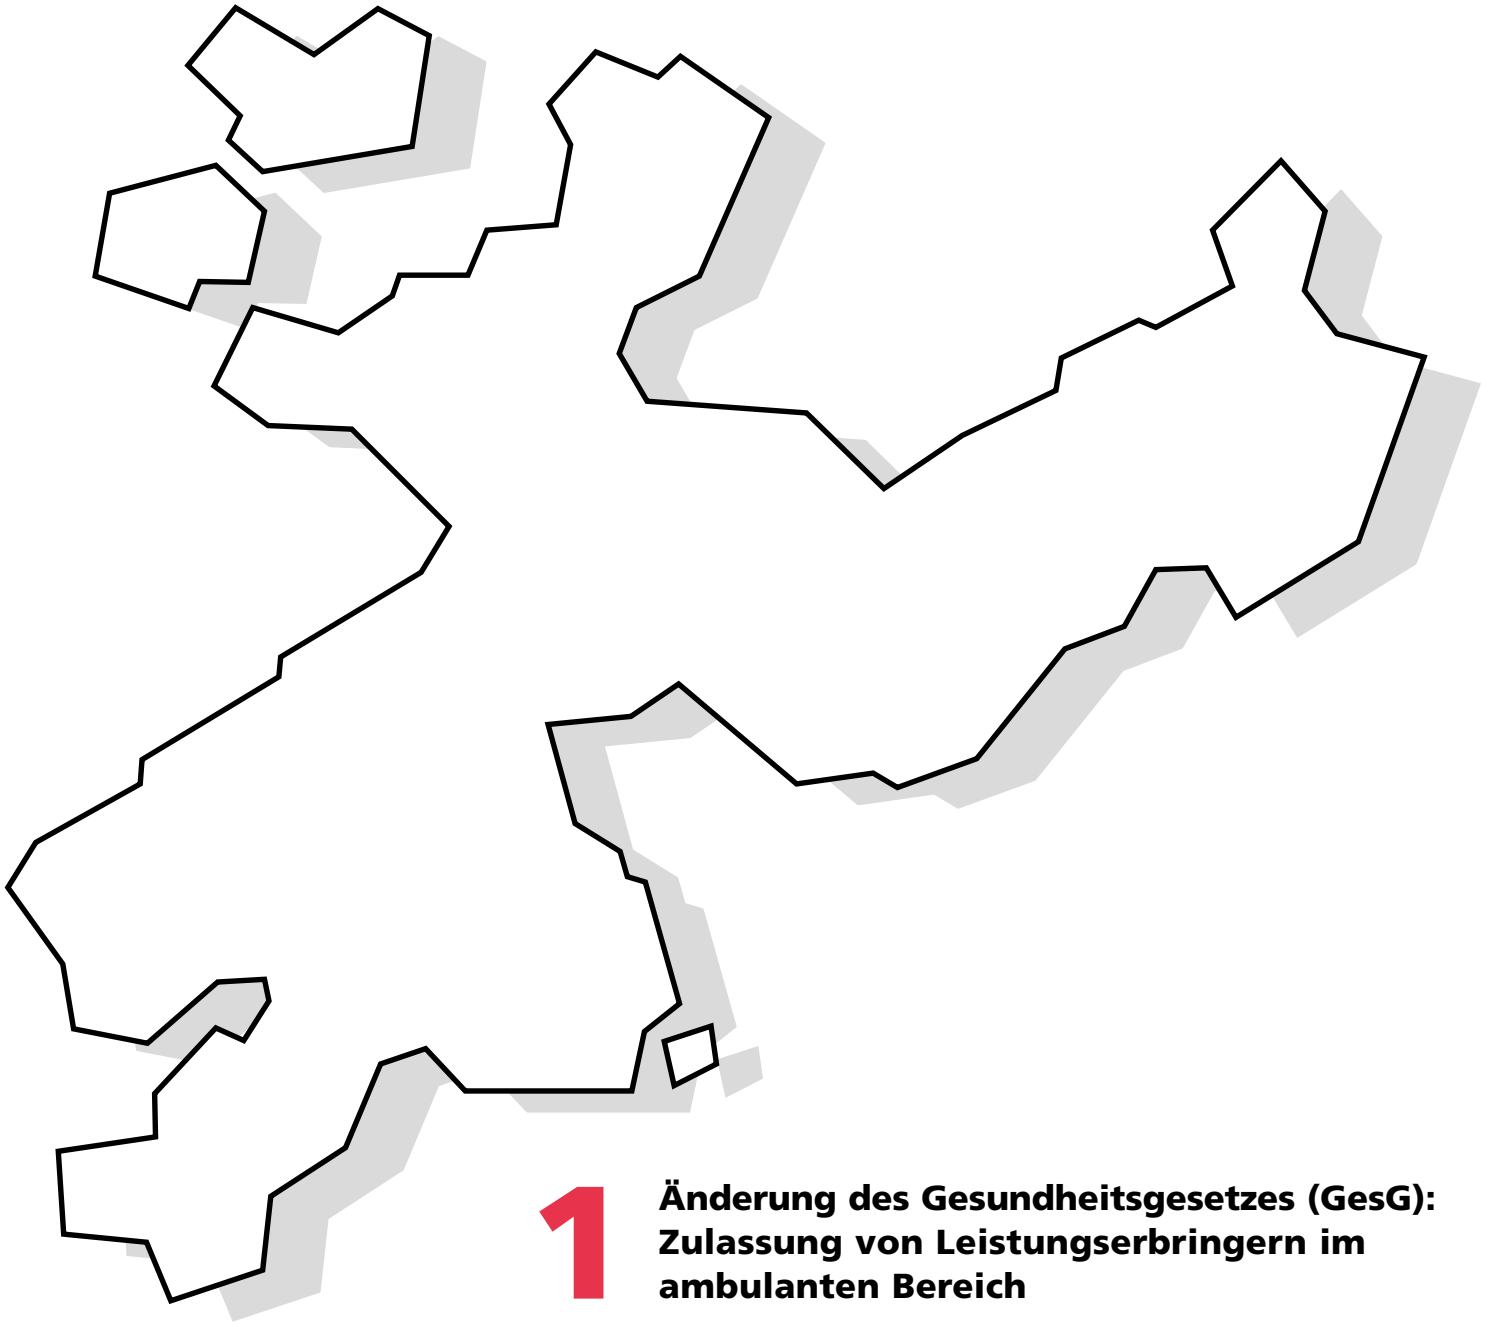 1
Änderung des Gesundheitsgesetzes (GesG):
Zulassung von Leistungserbringern im
ambulanten Bereich